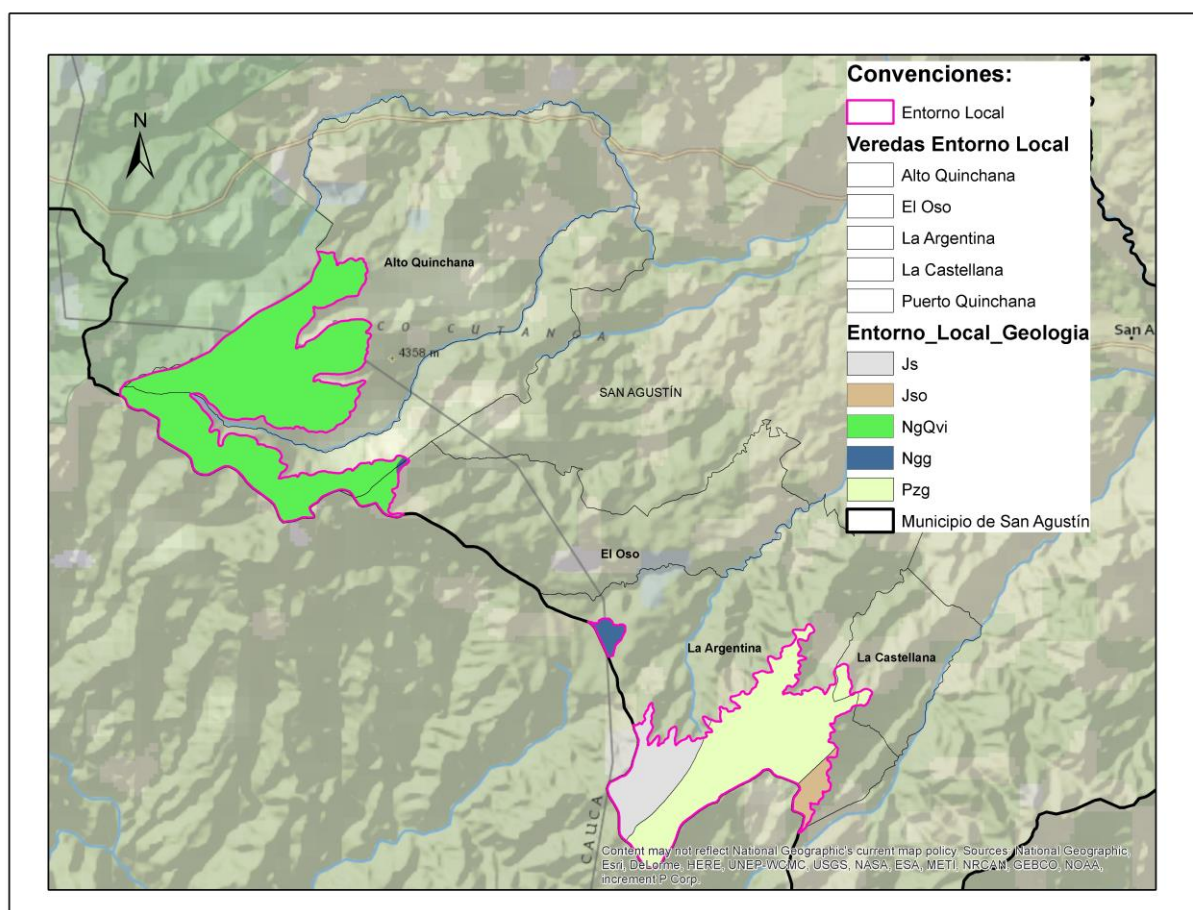 Convenciones:
Entorno Local
Veredas Entorno Local
Alto Quinchana
El Oso
La Argentina
La Castellana
Puerto Quinchana
Entorno_Local_Geologia
Js
Jso
NgQvi
Ngg
Pzg
Municipio de San Agustín
N
Alto Quinchana
CO CUTANGA
4358 m
San A
SAN AGUSTÍN
El Oso
La Argentina
La Castellana
CAUCA
Content may not reflect National Geographic's current map policy. Sources: National Geographic,
Esri, DeLorme, HERE, UNEP-WCMC, USGS, NASA, ESA, METI, NRCAN, GEBCO, NOAA,
increment P Corp.